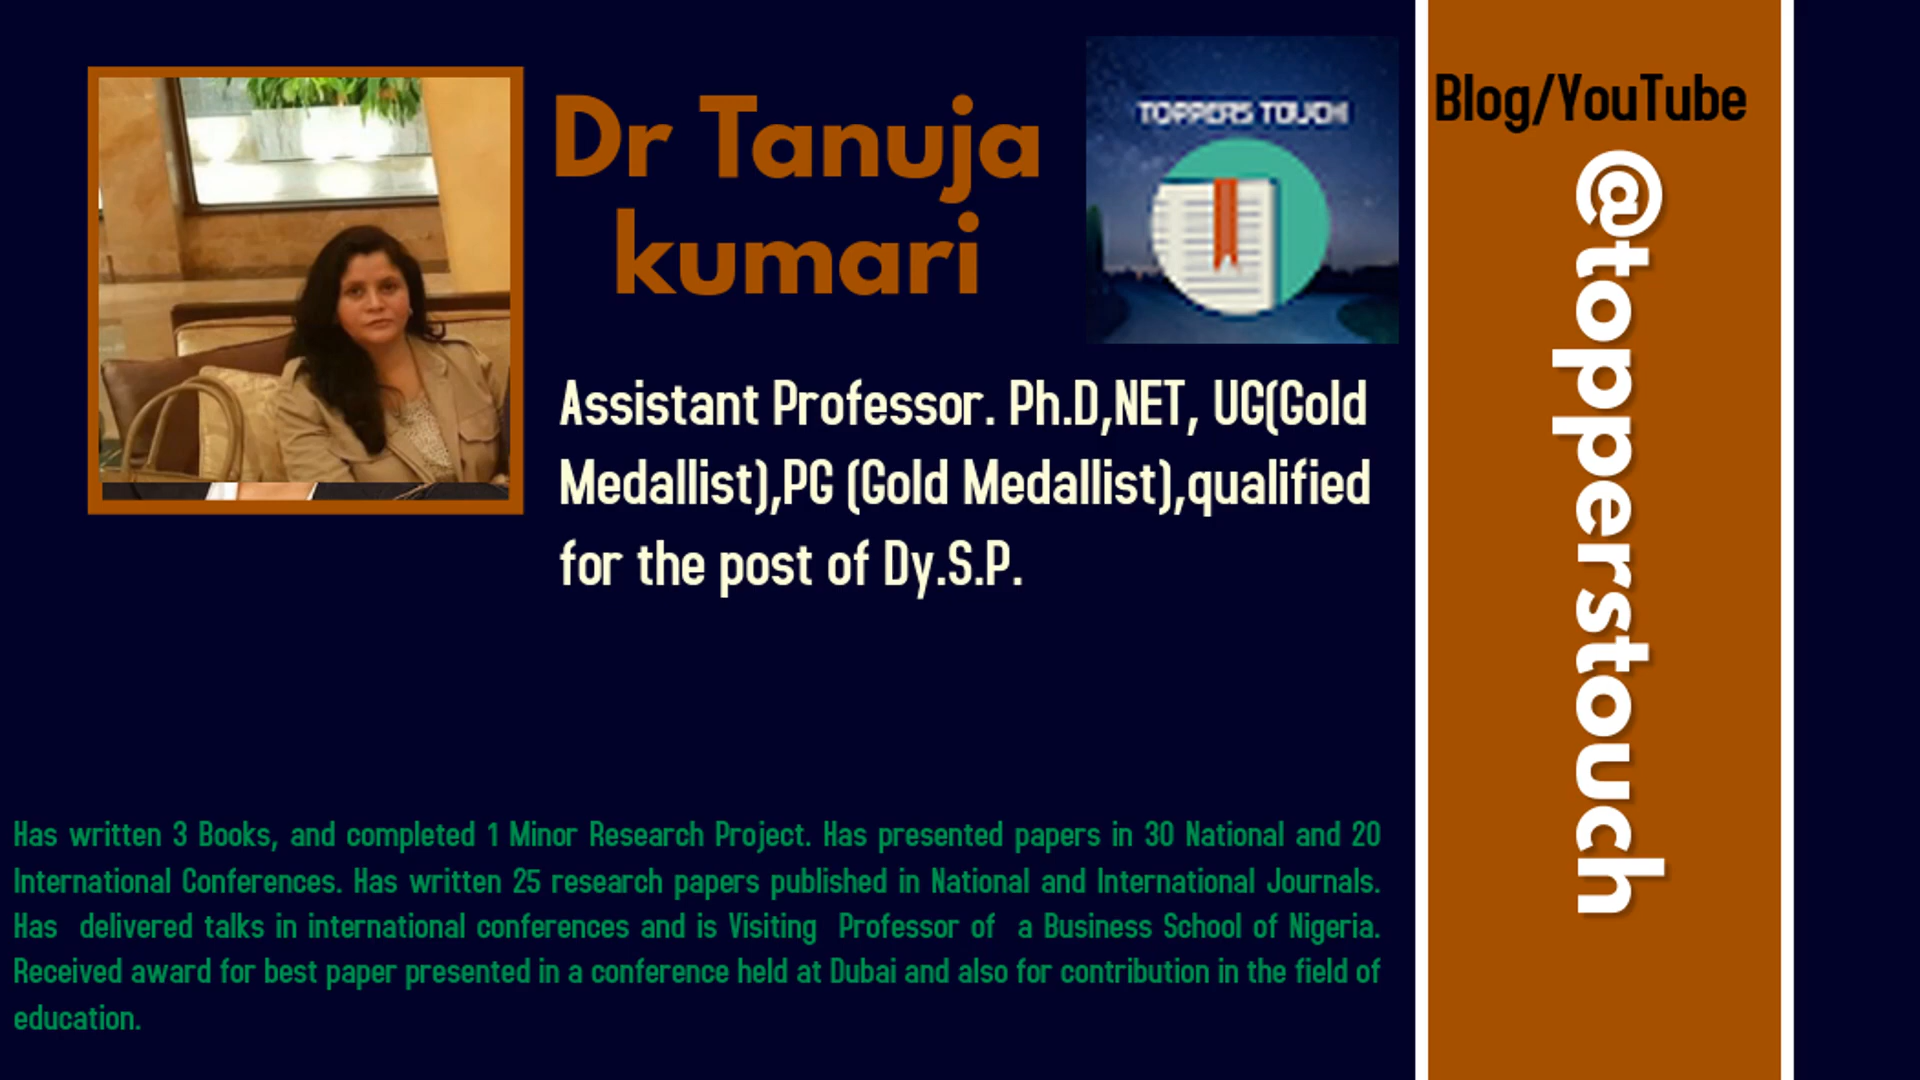 Dr Tanuja
kumari
TOPPERS TOUCH
Blog/YouTube
@topperstouch
Assistant Professor. Ph.D,NET, UG(Gold
Medallist),PG (Gold Medallist),qualified
for the post of Dy.S.P.
Has written 3 Books, and completed 1 Minor Research Project. Has presented papers in 30 National and 20
International Conferences. Has written 25 research papers published in National and International Journals.
Has delivered talks in international conferences and is Visiting Professor of a Business School of Nigeria.
Received award for best paper presented in a conference held at Dubai and also for contribution in the field of
education.